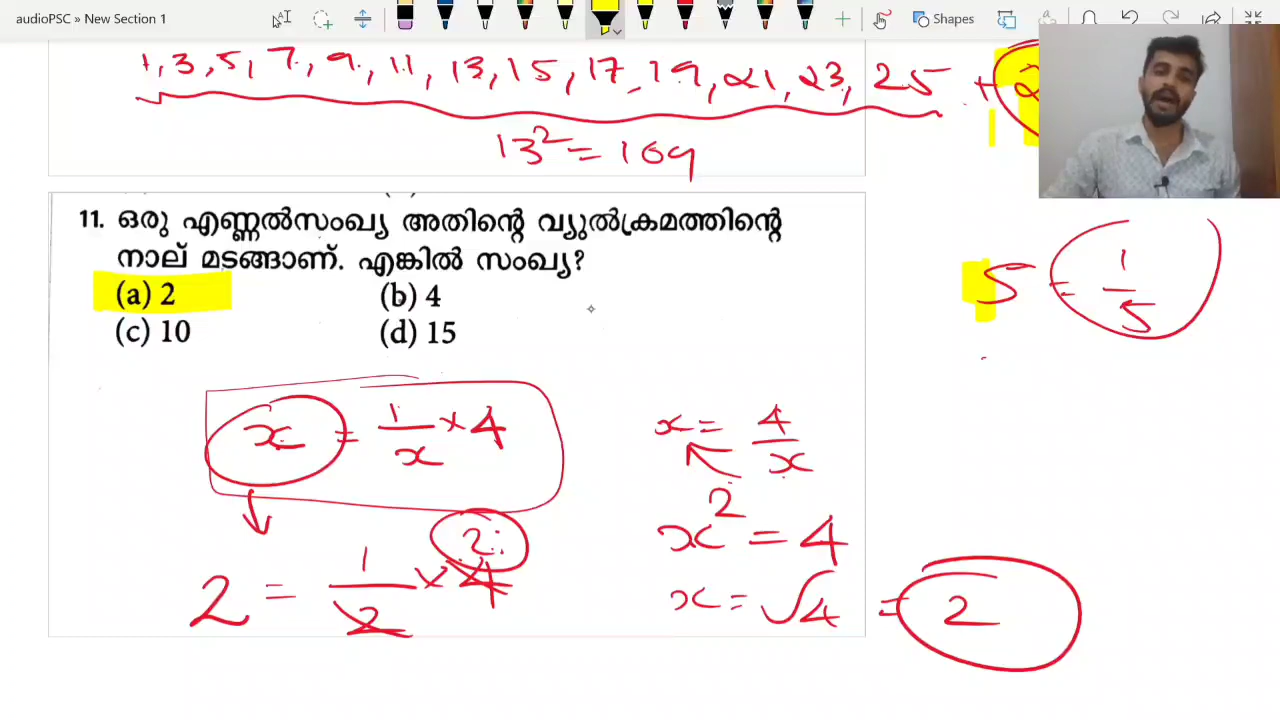 audioPSC » New Section 1
Shapes
1, 3, 5, 7, 9, 11, 13, 15, 17, 19, 21, 23, 25 +
13² = 169
11. ഒരു എണ്ണൽസംഖ്യ അതിന്റെ വ്യുൽക്രമത്തിന്റെ
നാല് മടങ്ങാണ്. എങ്കിൽ സംഖ്യ?
(a) 2 (b) 4
(c) 10 (d) 15
5 = 1/5
x = 1/x × 4
x = 4/x
2 = 1/2 × 4 2
x² = 4
x = √4 = 2